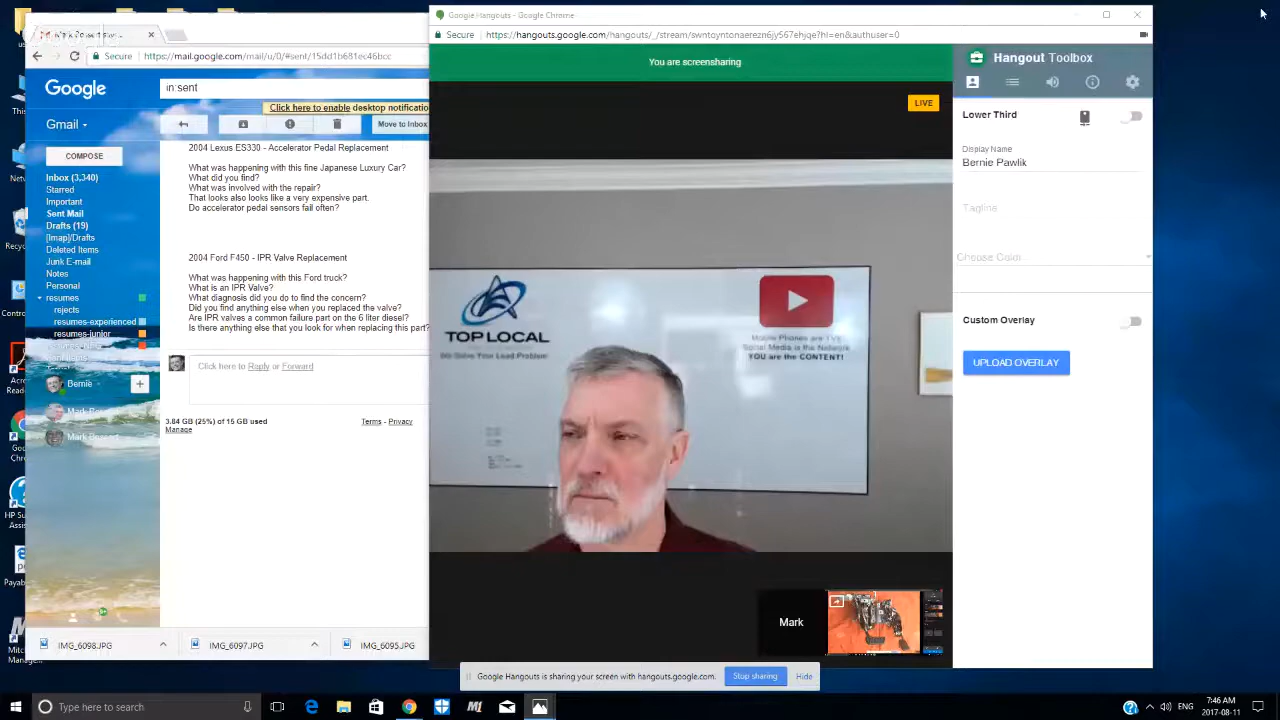 Google Hangouts - Google Chrome
Secure
https://mail.google.com/mail/u/0/#sent/15dd1b681ec46bcc
Secure
https://hangouts.google.com/hangouts/_/stream/swntoyntonaerezn6jy567ehjqe?hl=en&authuser=0
Google
in:sent
Click here to enable desktop notificatio
Gmail
Move to Inbox
COMPOSE
Inbox (3,340)
Starred
Important
Sent Mail
Drafts (19)
[Imap]/Drafts
Deleted Items
Junk E-mail
Notes
Personal
resumes
rejects
resumes-experienced
resumes-junior
Bernie
2004 Lexus ES330 - Accelerator Pedal Replacement
What was happening with this fine Japanese Luxury Car?
What did you find?
What was involved with the repair?
That looks also looks like a very expensive part.
Do accelerator pedal sensors fail often?
2004 Ford F450 - IPR Valve Replacement
What was happening with this Ford truck?
What is an IPR Valve?
What diagnosis did you do to find the concern?
Did you find anything else when you replaced the valve?
Are IPR valves a common failure part on the 6 liter diesel?
Is there anything else that you look for when replacing this part?
Click here to Reply or Forward
3.84 GB (25%) of 15 GB used
Manage
Terms - Privacy
IMG_6098.JPG
IMG_6097.JPG
IMG_6095.JPG
You are screensharing
LIVE
TOP LOCAL
We Solve Your Lead Problem
Mobile Phones are TVs
Social Media is the Network
YOU are the CONTENT!
Mark
Google Hangouts is sharing your screen with hangouts.google.com.
Stop sharing
Hide
Hangout Toolbox
Lower Third
Display Name
Bernie Pawlik
Tagline
Choose Color
Custom Overlay
UPLOAD OVERLAY
Type here to search
ENG
7:46 AM
2017-08-11